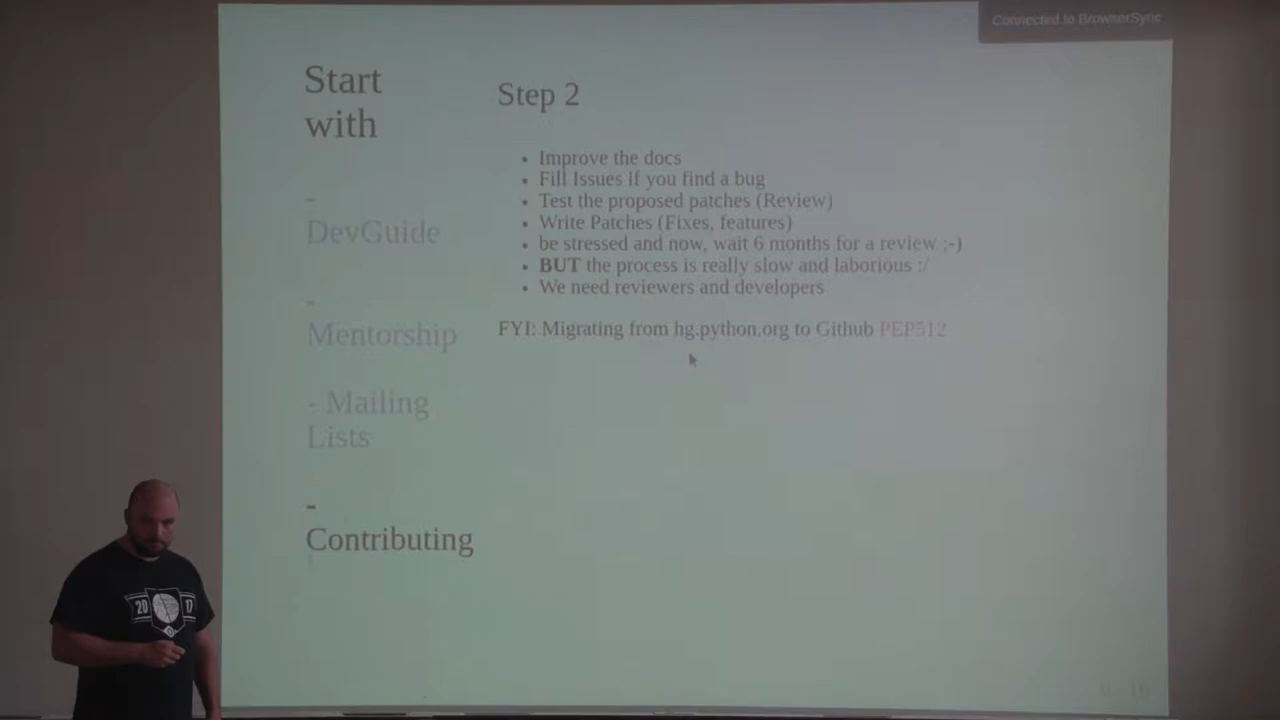 Connected to BrowserSync
Start
with
-
DevGuide
-
Mentorship
- Mailing
Lists
-
Contributing
Step 2
• Improve the docs
• Fill Issues if you find a bug
• Test the proposed patches (Review)
• Write Patches (Fixes, features)
• be stressed and now, wait 6 months for a review ;-)
• BUT the process is really slow and laborious :/
• We need reviewers and developers
FYI: Migrating from hg.python.org to Github PEP512
20 17